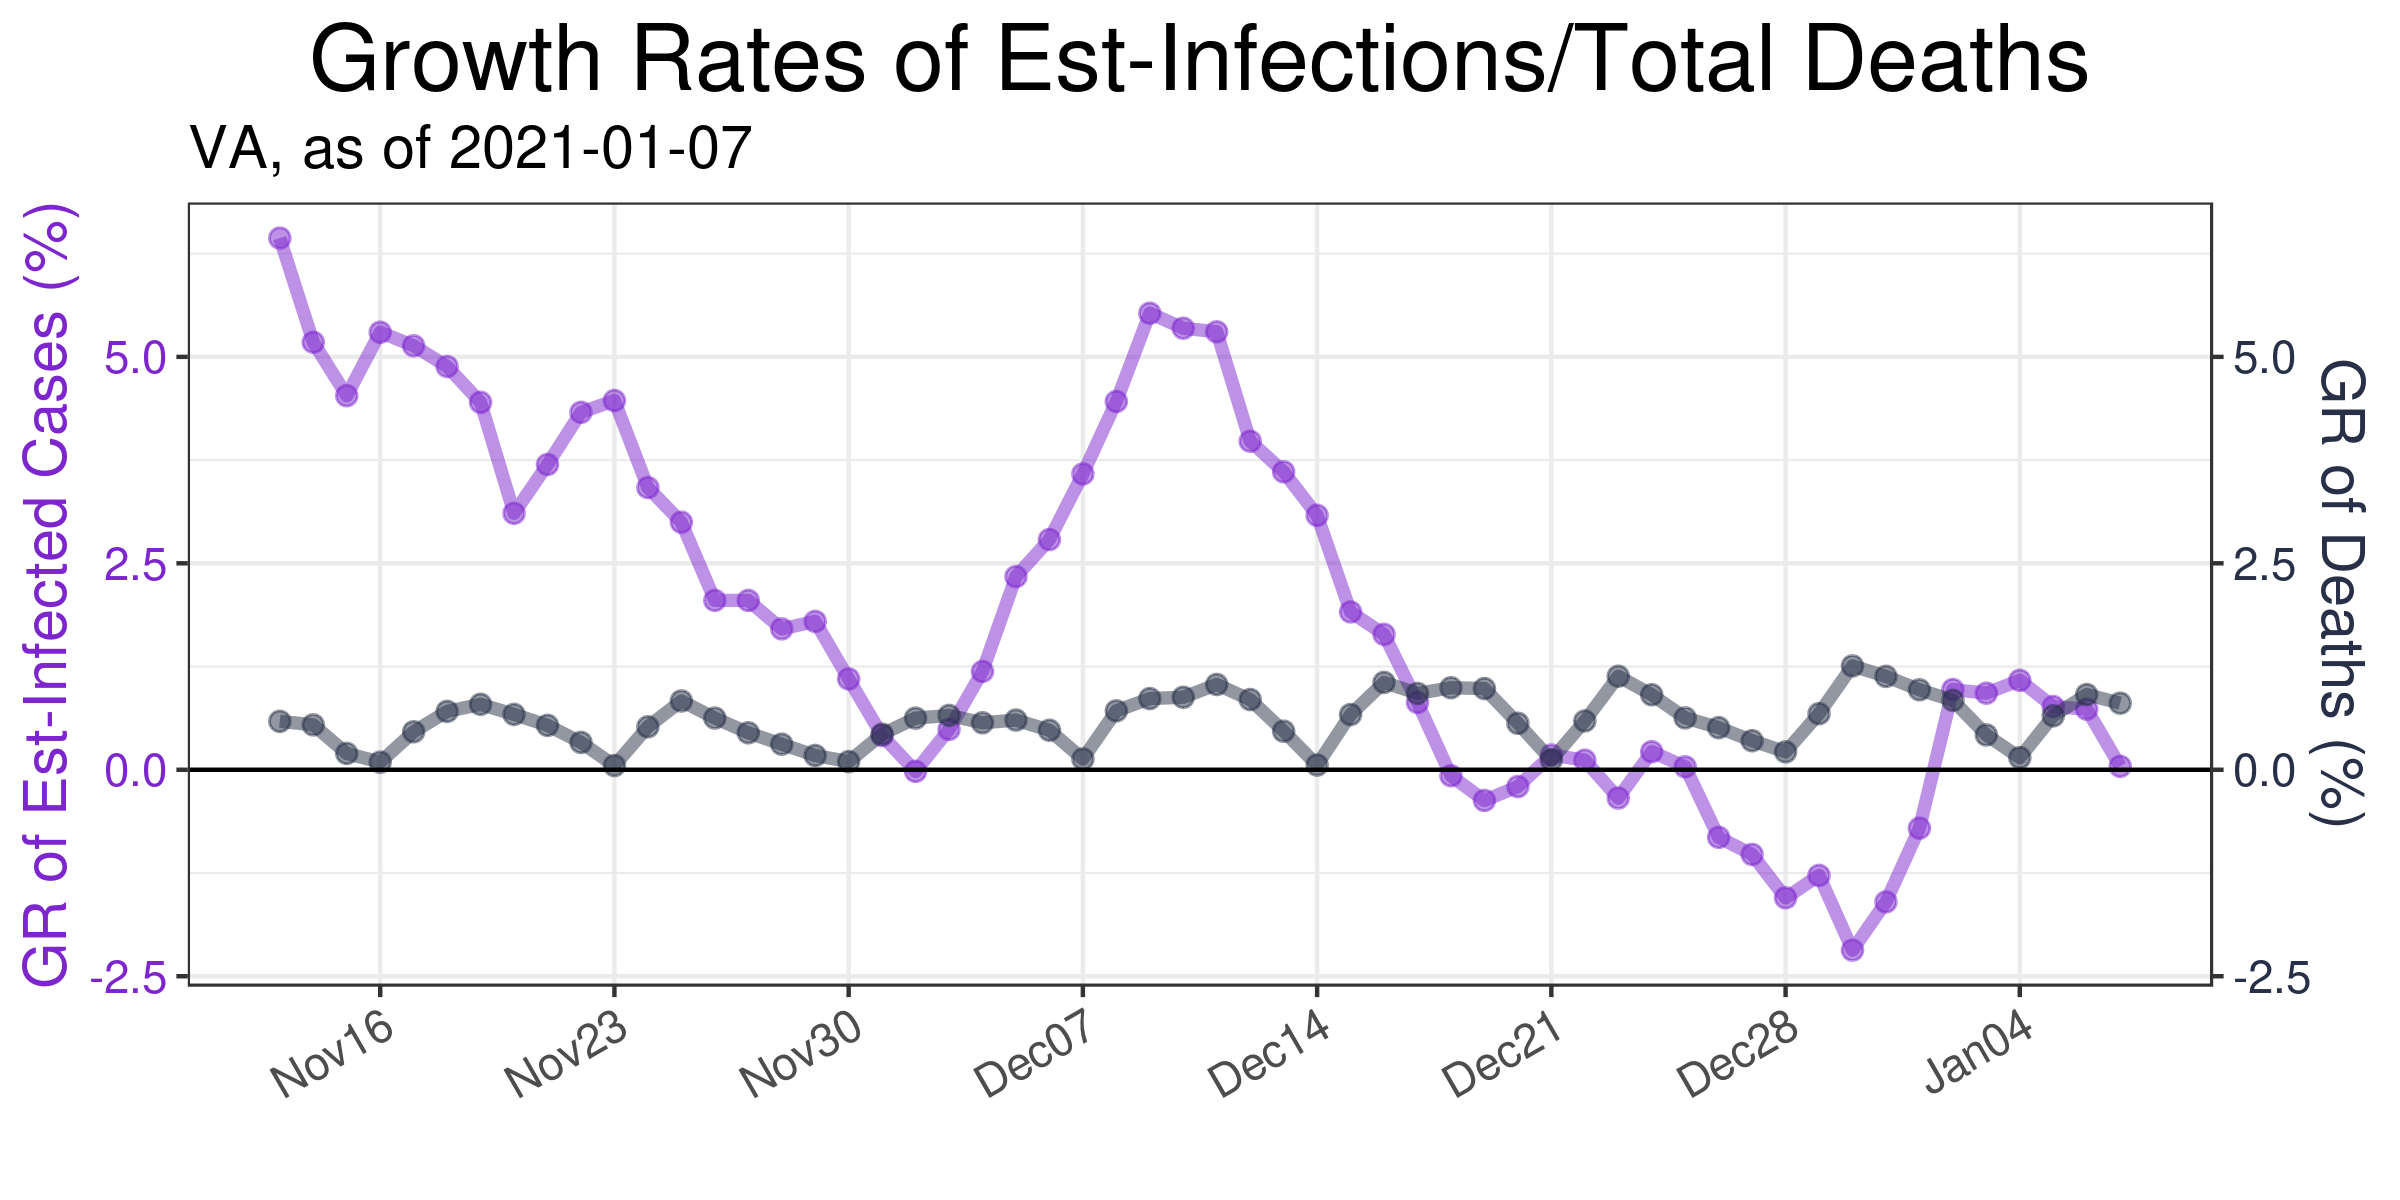 Growth Rates of Est-Infections/Total Deaths
VA, as of 2021-01-07
GR of Est-Infected Cases (%)
5.0
2.5
0.0
-2.5
5.0
2.5
0.0
-2.5
GR of Deaths (%)
Nov16
Nov23
Nov30
Dec07
Dec14
Dec21
Dec28
Jan04